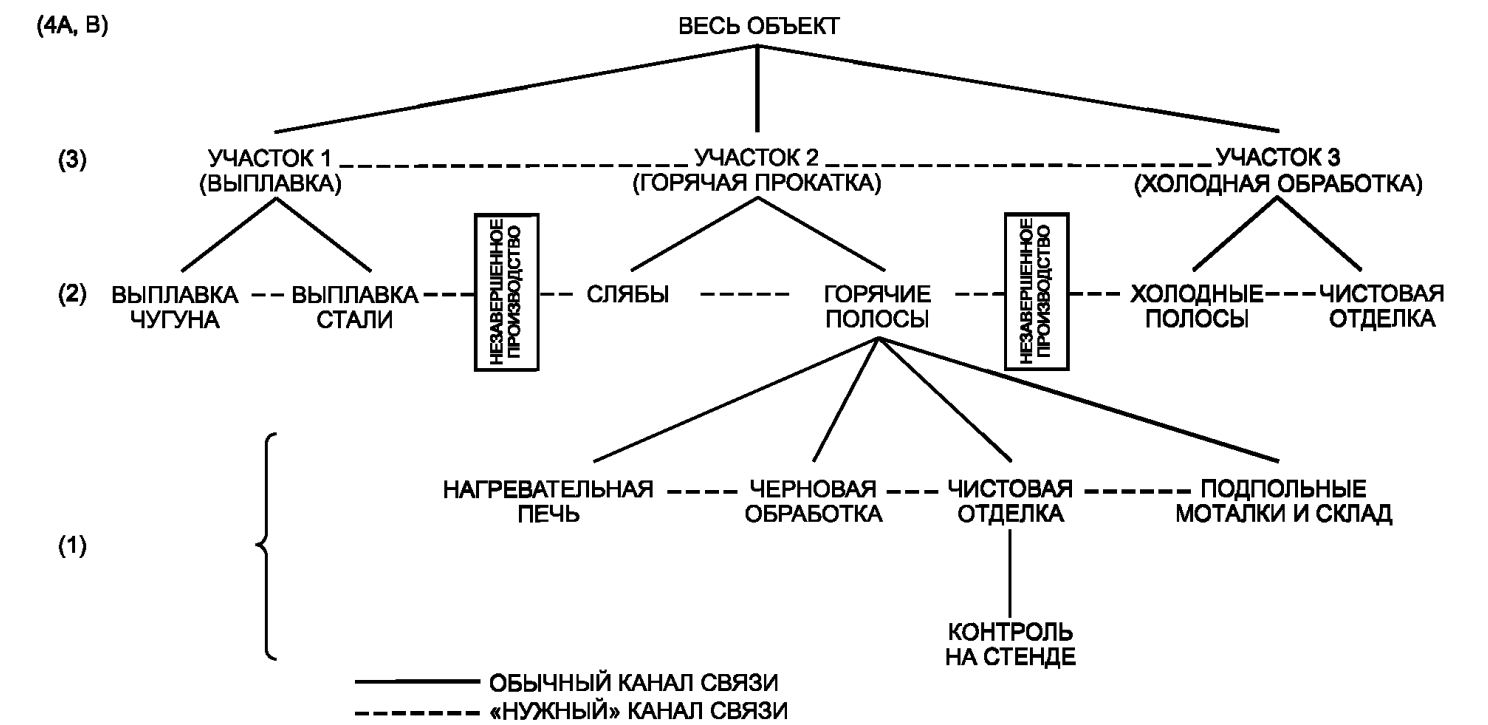 (4А, В)
ВЕСЬ ОБЪЕКТ
(3)
УЧАСТОК 1
(ВЫПЛАВКА)
УЧАСТОК 2
(ГОРЯЧАЯ ПРОКАТКА)
УЧАСТОК 3
(ХОЛОДНАЯ ОБРАБОТКА)
(2)
ВЫПЛАВКА
ЧУГУНА
ВЫПЛАВКА
СТАЛИ
НЕЗАВЕРШЕННОЕ
ПРОИЗВОДСТВО
СЛЯБЫ
ГОРЯЧИЕ
ПОЛОСЫ
НЕЗАВЕРШЕННОЕ
ПРОИЗВОДСТВО
ХОЛОДНЫЕ
ПОЛОСЫ
ЧИСТОВАЯ
ОТДЕЛКА
(1)
НАГРЕВАТЕЛЬНАЯ
ПЕЧЬ
ЧЕРНОВАЯ
ОБРАБОТКА
ЧИСТОВАЯ
ОТДЕЛКА
ПОДПОЛЬНЫЕ
МОТАЛКИ И СКЛАД
КОНТРОЛЬ
НА СТЕНДЕ
ОБЫЧНЫЙ КАНАЛ СВЯЗИ
«НУЖНЫЙ» КАНАЛ СВЯЗИ